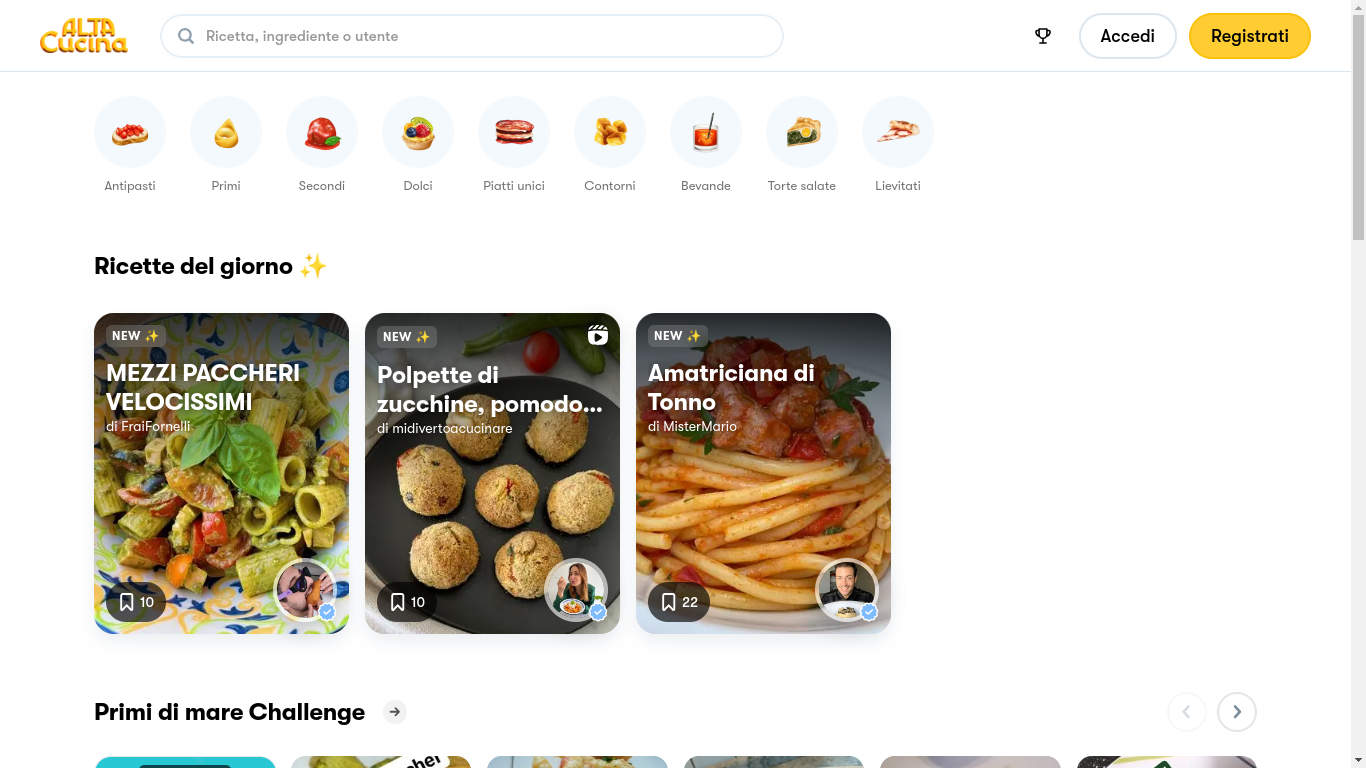 ALTA
Cucina
Ricetta, ingrediente o utente
Accedi
Registrati
Antipasti
Primi
Secondi
Dolci
Piatti unici
Contorni
Bevande
Torte salate
Lievitati
Ricette del giorno ✨
NEW ✨
MEZZI PACCHERI
VELOCISSIMI
di FraiFornelli
10
NEW ✨
Polpette di
zucchine, pomodo...
di midivertoacucinare
10
NEW ✨
Amatriciana di
Tonno
di MisterMario
22
Primi di mare Challenge